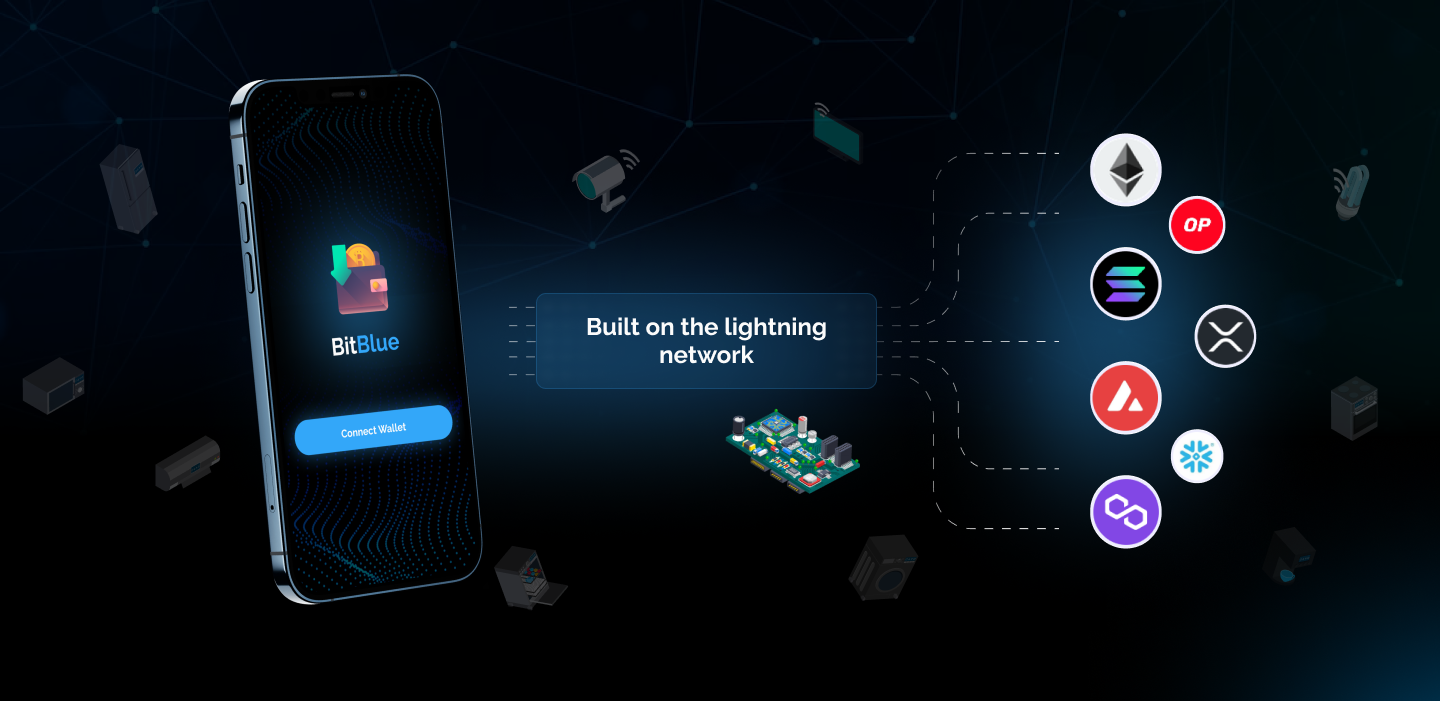 BitBlue
Connect Wallet
Built on the lightning
network
OP